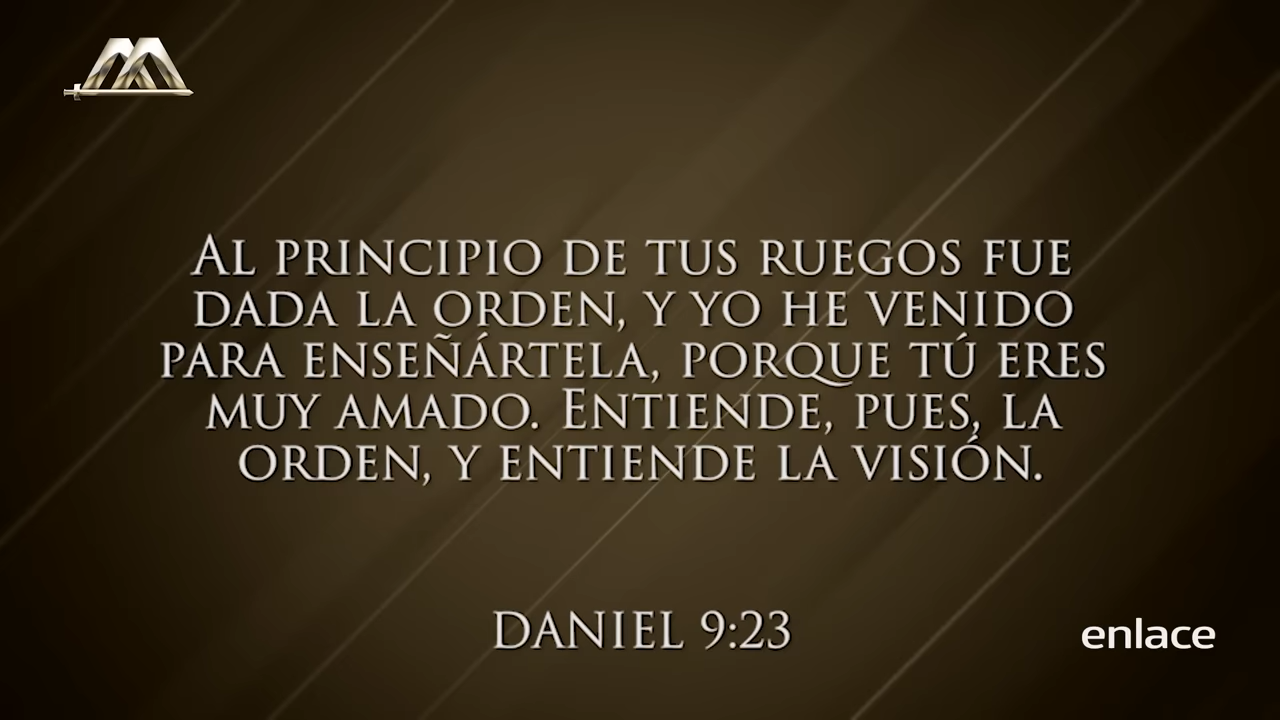 Al principio de tus ruegos fue
dada la orden, y yo he venido
para enseñártela, porque tú eres
muy amado. Entiende, pues, la
orden, y entiende la visión.
DANIEL 9:23
enlace